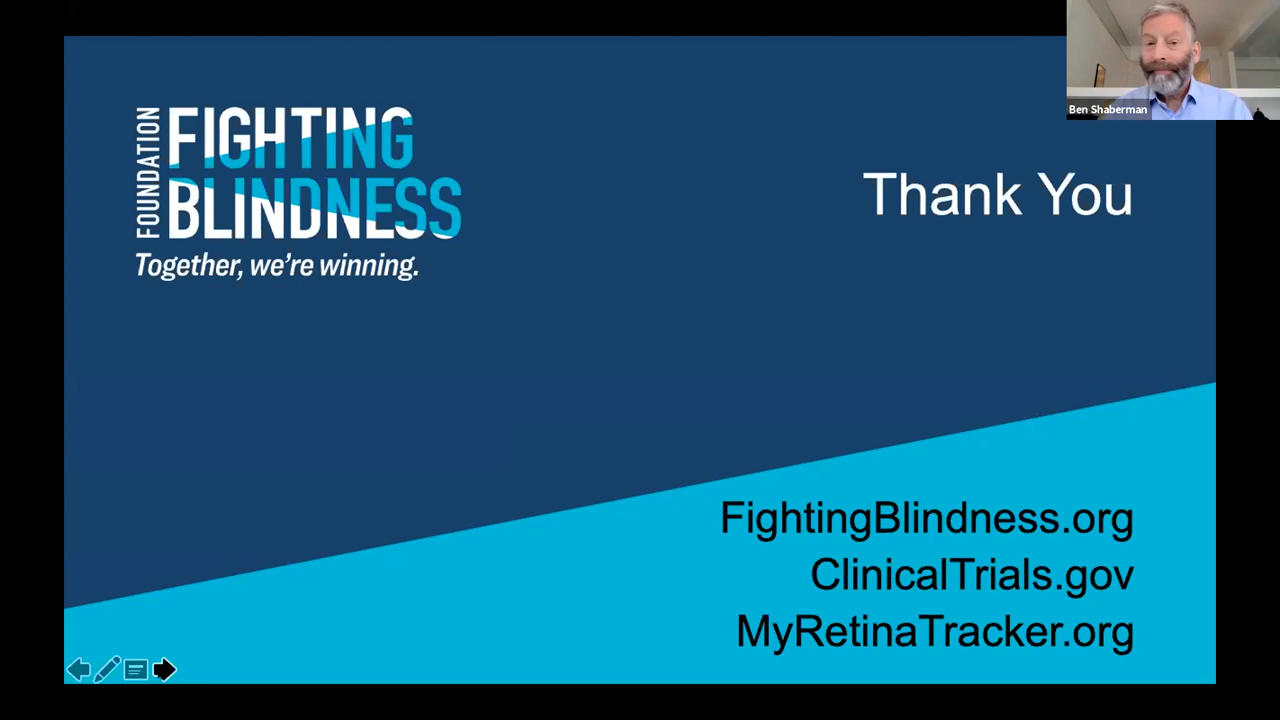 FOUNDATION
FIGHTING
BLINDNESS
Together, we're winning.
Thank You
Ben Shaberman
FightingBlindness.org
ClinicalTrials.gov
MyRetinaTracker.org